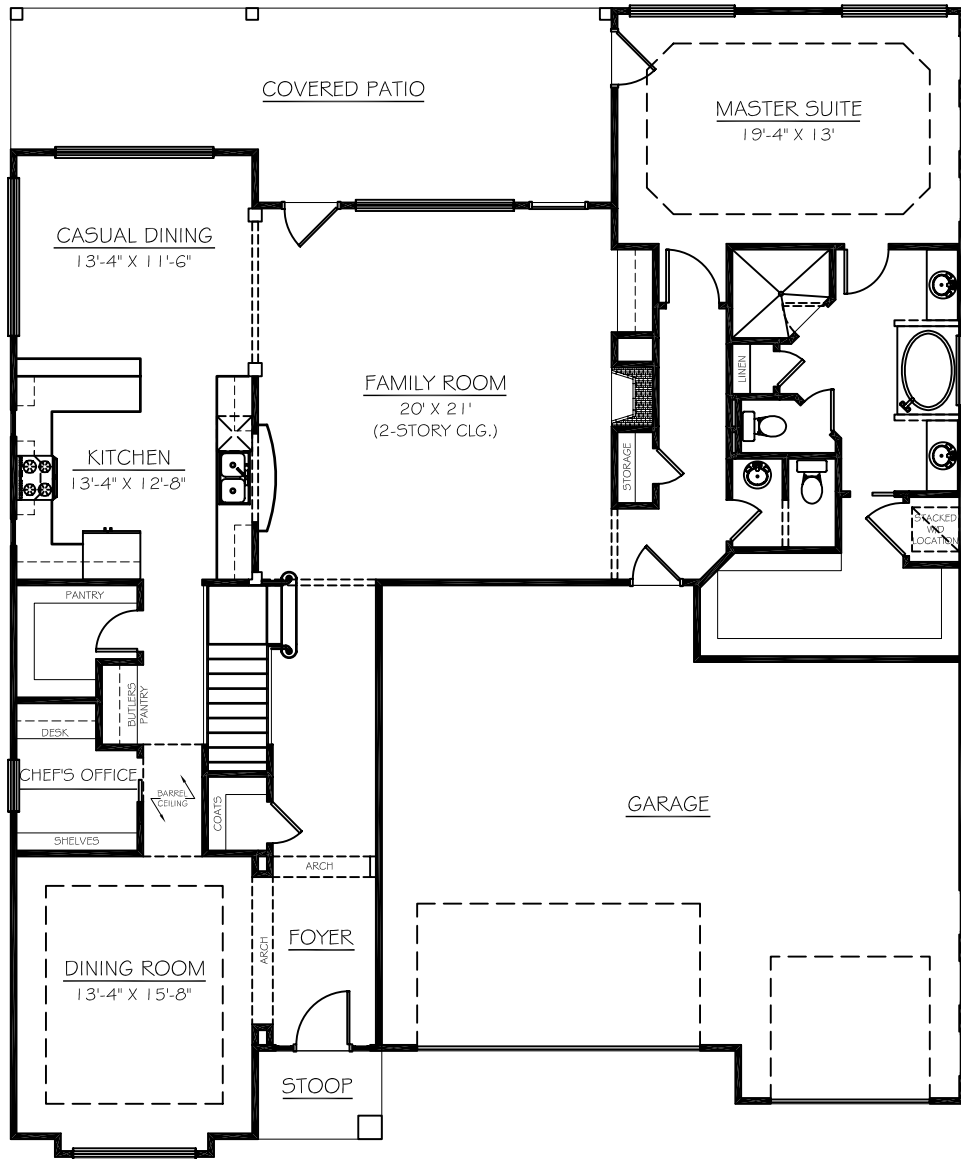 COVERED PATIO
MASTER SUITE
19'-4" X 13'
CASUAL DINING
13'-4" X 11'-6"
FAMILY ROOM
20' X 21'
(2-STORY CLG.)
LINEN
KITCHEN
13'-4" X 12'-8"
STORAGE
STACKED
W/D
LOCATION
PANTRY
BUTLERS
PANTRY
DESK
CHEF'S OFFICE
BARREL
CEILING
COATS
SHELVES
GARAGE
ARCH
ARCH
FOYER
DINING ROOM
13'-4" X 15'-8"
STOOP